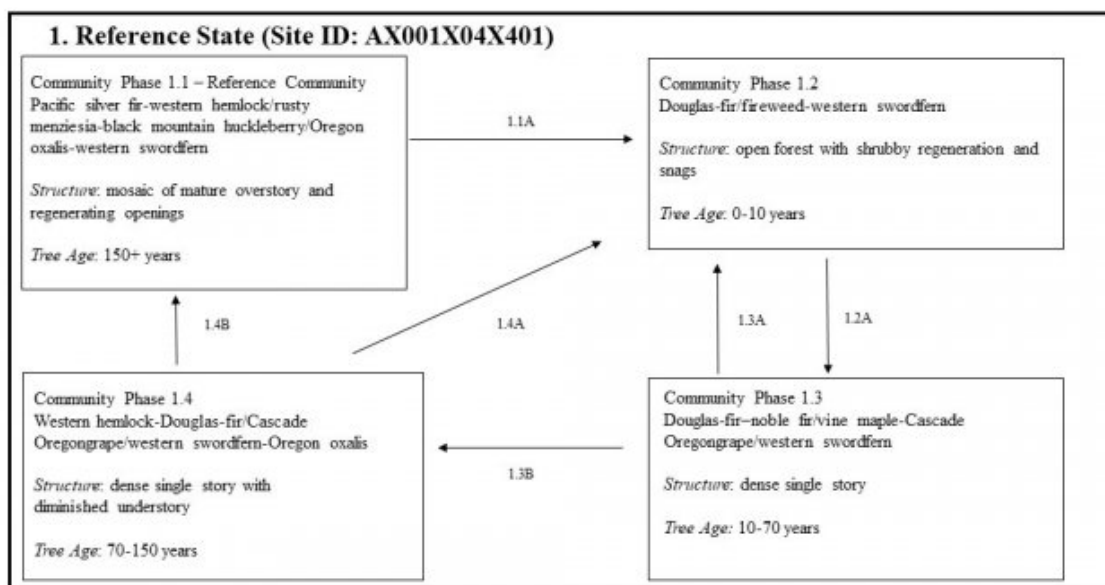 1. Reference State (Site ID: AX001X04X401)
Community Phase 1.1 – Reference Community
Pacific silver fir-western hemlock/rusty
menziesia-black mountain huckleberry/Oregon
oxalis-western swordfern
Structure: mosaic of mature overstory and
regenerating openings
Tree Age: 150+ years
1.1A
Community Phase 1.2
Douglas-fir/fireweed-western swordfern
Structure: open forest with shrubby regeneration and
snags
Tree Age: 0-10 years
1.4B
1.4A
1.3A
1.2A
Community Phase 1.4
Western hemlock-Douglas-fir/Cascade
Oregongrape/western swordfern-Oregon oxalis
Structure: dense single story with
diminished understory
Tree Age: 70-150 years
1.3B
Community Phase 1.3
Douglas-fir–noble fir/vine maple-Cascade
Oregongrape/western swordfern
Structure: dense single story
Tree Age: 10-70 years